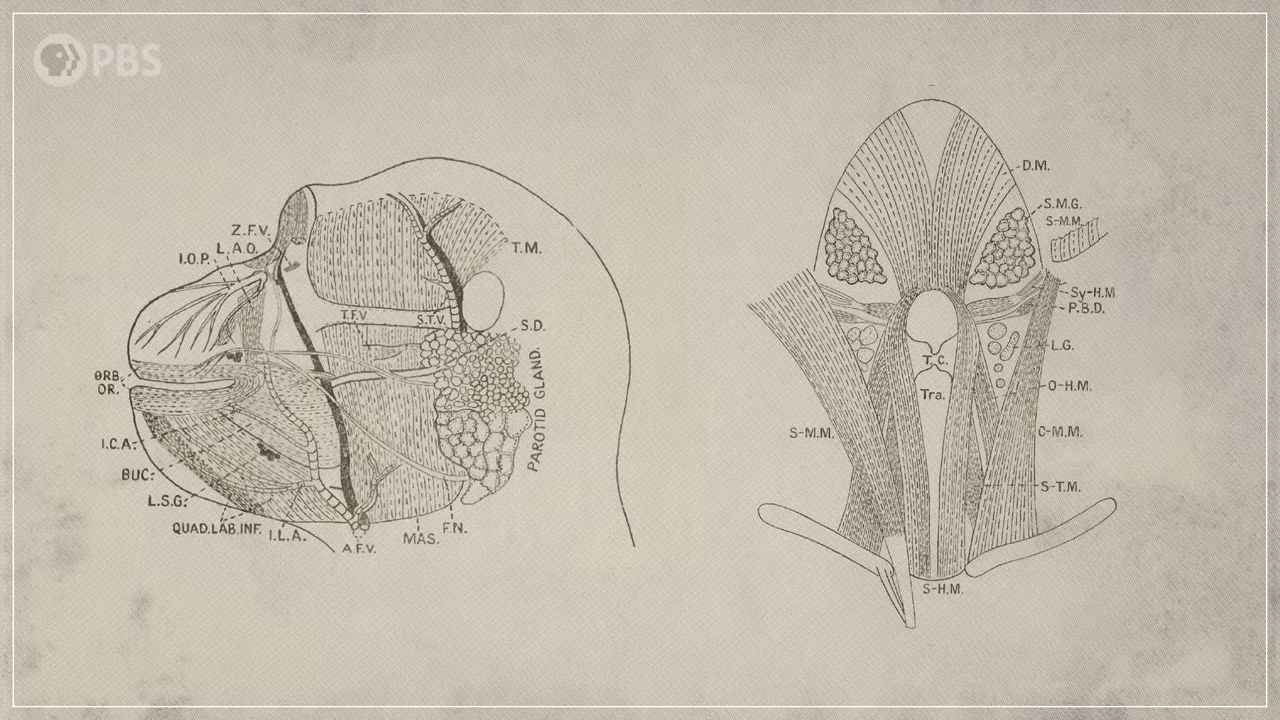 PBS
Z.F.V.
L.A.O.
I.O.P.
T.M.
T.F.V
S.T.V.
S.D.
ORB.
OR.
PAROTID GLAND.
I.C.A.
BUC.
L.S.G.
QUAD.LAB.INF.
I.L.A.
A.F.V.
MAS.
F.N.
D.M.
S.M.G.
S-M.M.
Sy-H.M
P.B.D.
L.G.
T.C.
O-H.M.
Tra.
S-M.M.
C-M.M.
S-T.M.
S-H.M.